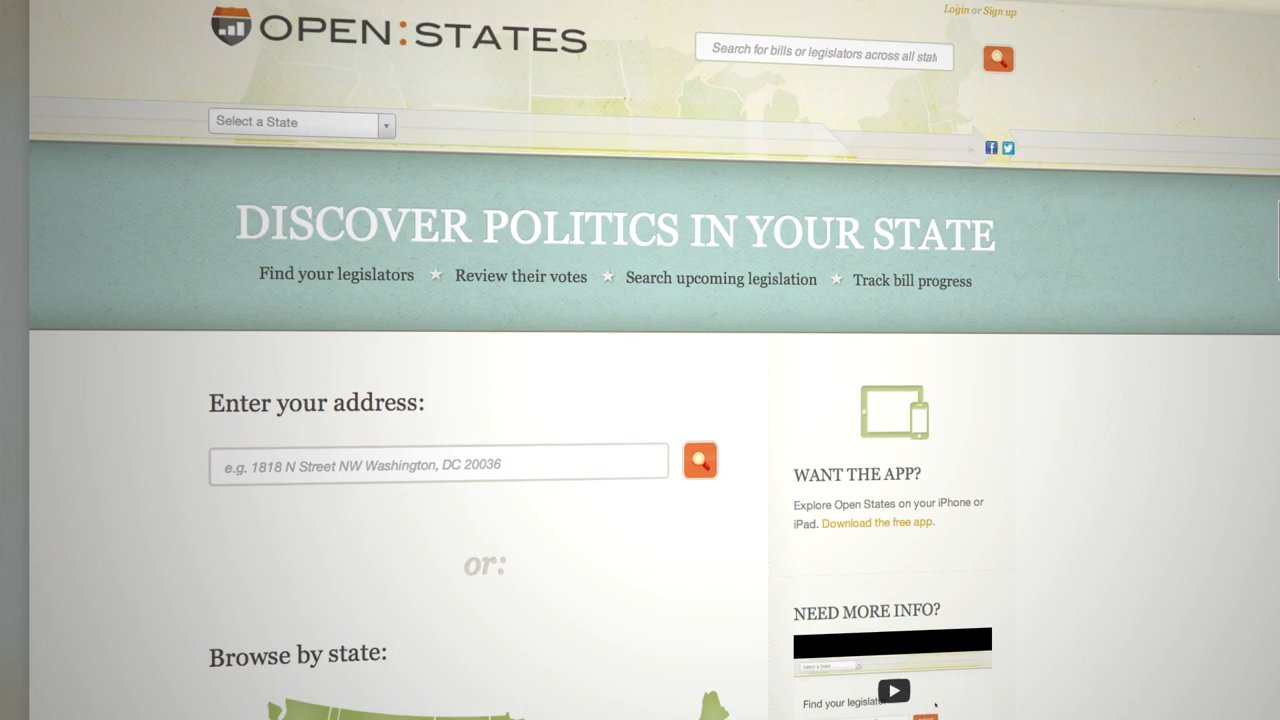 OPEN:STATES
Login or Sign up
Search for bills or legislators across all stat
Select a State
DISCOVER POLITICS IN YOUR STATE
Find your legislators ★ Review their votes ★ Search upcoming legislation ★ Track bill progress
Enter your address:
e.g. 1818 N Street NW Washington, DC 20036
or:
Browse by state:
WANT THE APP?
Explore Open States on your iPhone or
iPad. Download the free app.
NEED MORE INFO?
Select a State
Find your legislat